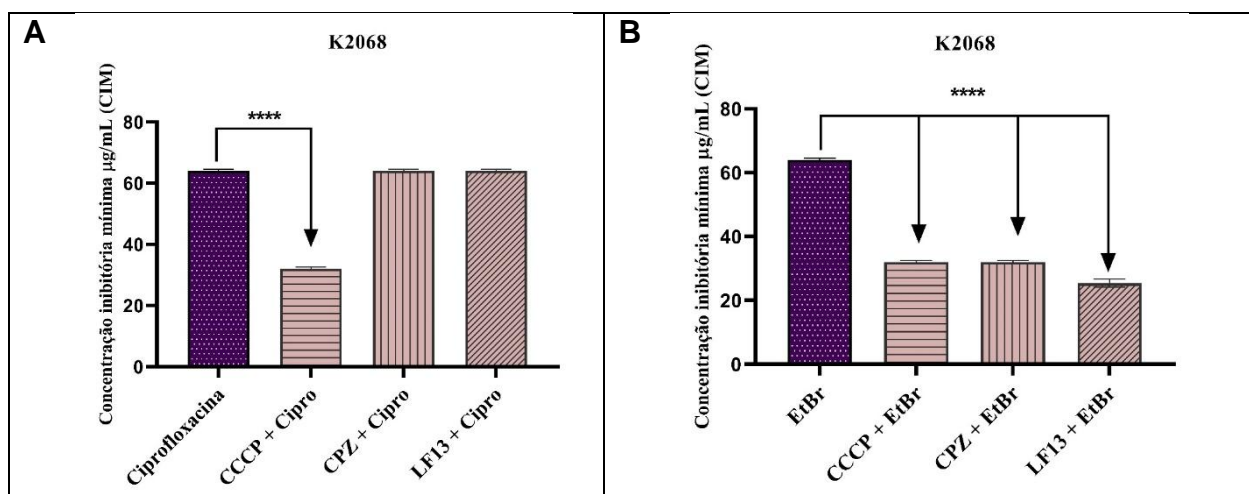 A
K2068
Concentração inibitória mínima µg/mL (CIM)
80
60
40
20
0
****
Ciprofloxacina
CCCP + Cipro
CPZ + Cipro
LF13 + Cipro
B
K2068
Concentração inibitória mínima µg/mL (CIM)
80
60
40
20
0
****
EtBr
CCCP + EtBr
CPZ + EtBr
LF13 + EtBr